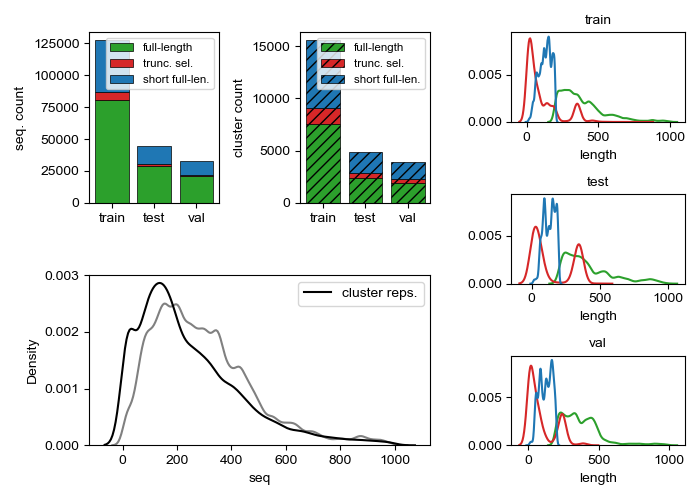 seq. count
125000
100000
75000
50000
25000
0
full-length
trunc. sel.
short full-len.
train test val
cluster count
15000
10000
5000
0
full-length
trunc. sel.
short full-len.
train test val
train
0.005
0.000
0 500 1000
length
test
0.005
0.000
0 500 1000
length
val
0.005
0.000
0 500 1000
length
Density
0.003
0.002
0.001
0.000
cluster reps.
0 200 400 600 800 1000
seq